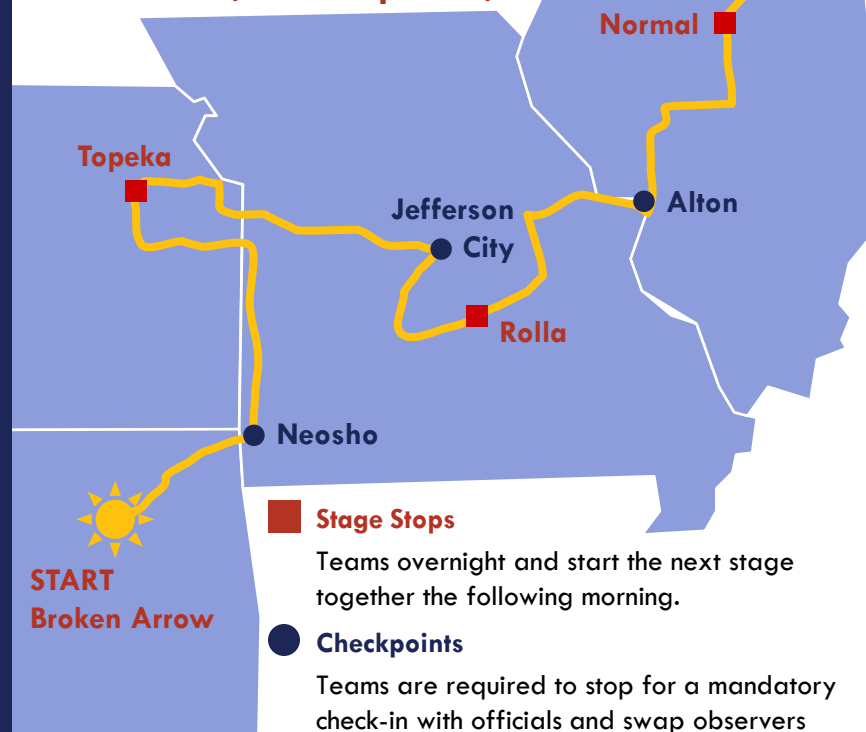 Normal
Topeka
Jefferson
City
Alton
Rolla
Neosho
START
Broken Arrow
Stage Stops
Teams overnight and start the next stage
together the following morning.
Checkpoints
Teams are required to stop for a mandatory
check-in with officials and swap observers